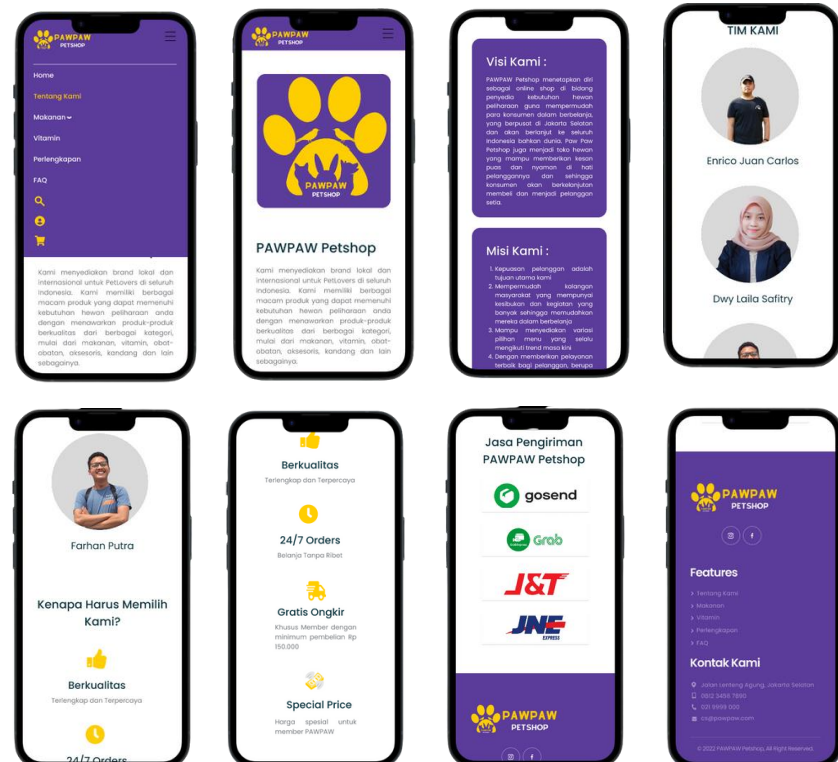 PAWPAW
PETSHOP
Home
Tentang Kami
Makanan
Vitamin
Perlengkapan
FAQ
Kami menyediakan brand lokal dan
internasional untuk PetLovers di seluruh
Indonesia. Kami memiliki berbagai
macam produk yang dapat memenuhi
kebutuhan hewan peliharaan anda
dengan menawarkan produk-produk
berkualitas dari berbagai kategori,
mulai dari makanan, vitamin, obat-
obatan, aksesoris, kandang dan lain
sebagainya.
PAWPAW
PETSHOP
PAWPAW
PETSHOP
PAWPAW Petshop
Kami menyediakan brand lokal dan
internasional untuk PetLovers di seluruh
Indonesia. Kami memiliki berbagai
macam produk yang dapat memenuhi
kebutuhan hewan peliharaan anda
dengan menawarkan produk-produk
berkualitas dari berbagai kategori,
mulai dari makanan, vitamin, obat-
obatan, aksesoris, kandang dan lain
sebagainya.
Visi Kami :
PAWPAW Petshop menetapkan diri
sebagai online shop di bidang
penyedia kebutuhan hewan
peliharaan guna mempermudah
para konsumen dalam berbelanja,
yang berpusat di Jakarta Selatan
dan akan berlanjut ke seluruh
Indonesia bahkan dunia. Paw Paw
Petshop juga menjadi toko hewan
yang mampu memberikan kesan
puas dan nyaman di hati
pelanggannya dan sehingga
konsumen akan berkelanjutan
membeli dan menjadi pelanggan
setia.
Misi Kami :
1. Kepuasan pelanggan adalah
tujuan utama kami
2. Mempermudah kalangan
masyarakat yang mempunyai
kesibukan dan kegiatan yang
banyak sehingga memudahkan
mereka dalam berbelanja
3. Mampu menyediakan variasi
pilihan menu yang selalu
mengikuti trend masa kini
4. Dengan memberikan pelayanan
terbaik bagi pelanggan, berupa
TIM KAMI
Enrico Juan Carlos
Dwy Laila Safitry
Farhan Putra
Kenapa Harus Memilih
Kami?
Berkualitas
Terlengkap dan Terpercaya
24/7 Orders
Berkualitas
Terlengkap dan Terpercaya
24/7 Orders
Belanja Tanpa Ribet
Gratis Ongkir
Khusus Member dengan
minimum pembelian Rp
150.000
Special Price
Harga spesial untuk
member PAWPAW
Jasa Pengiriman
PAWPAW Petshop
gosend
Grab
J&T
JNE
EXPRESS
PAWPAW
PETSHOP
PAWPAW
PETSHOP
Features
> Tentang Kami
> Makanan
> Vitamin
> Perlengkapan
> FAQ
Kontak Kami
Jalan Lenteng Agung, Jakarta Selatan
0812 3456 7890
021 9999 000
cs@pawpaw.com
© 2022 PAWPAW Petshop, All Right Reserved.